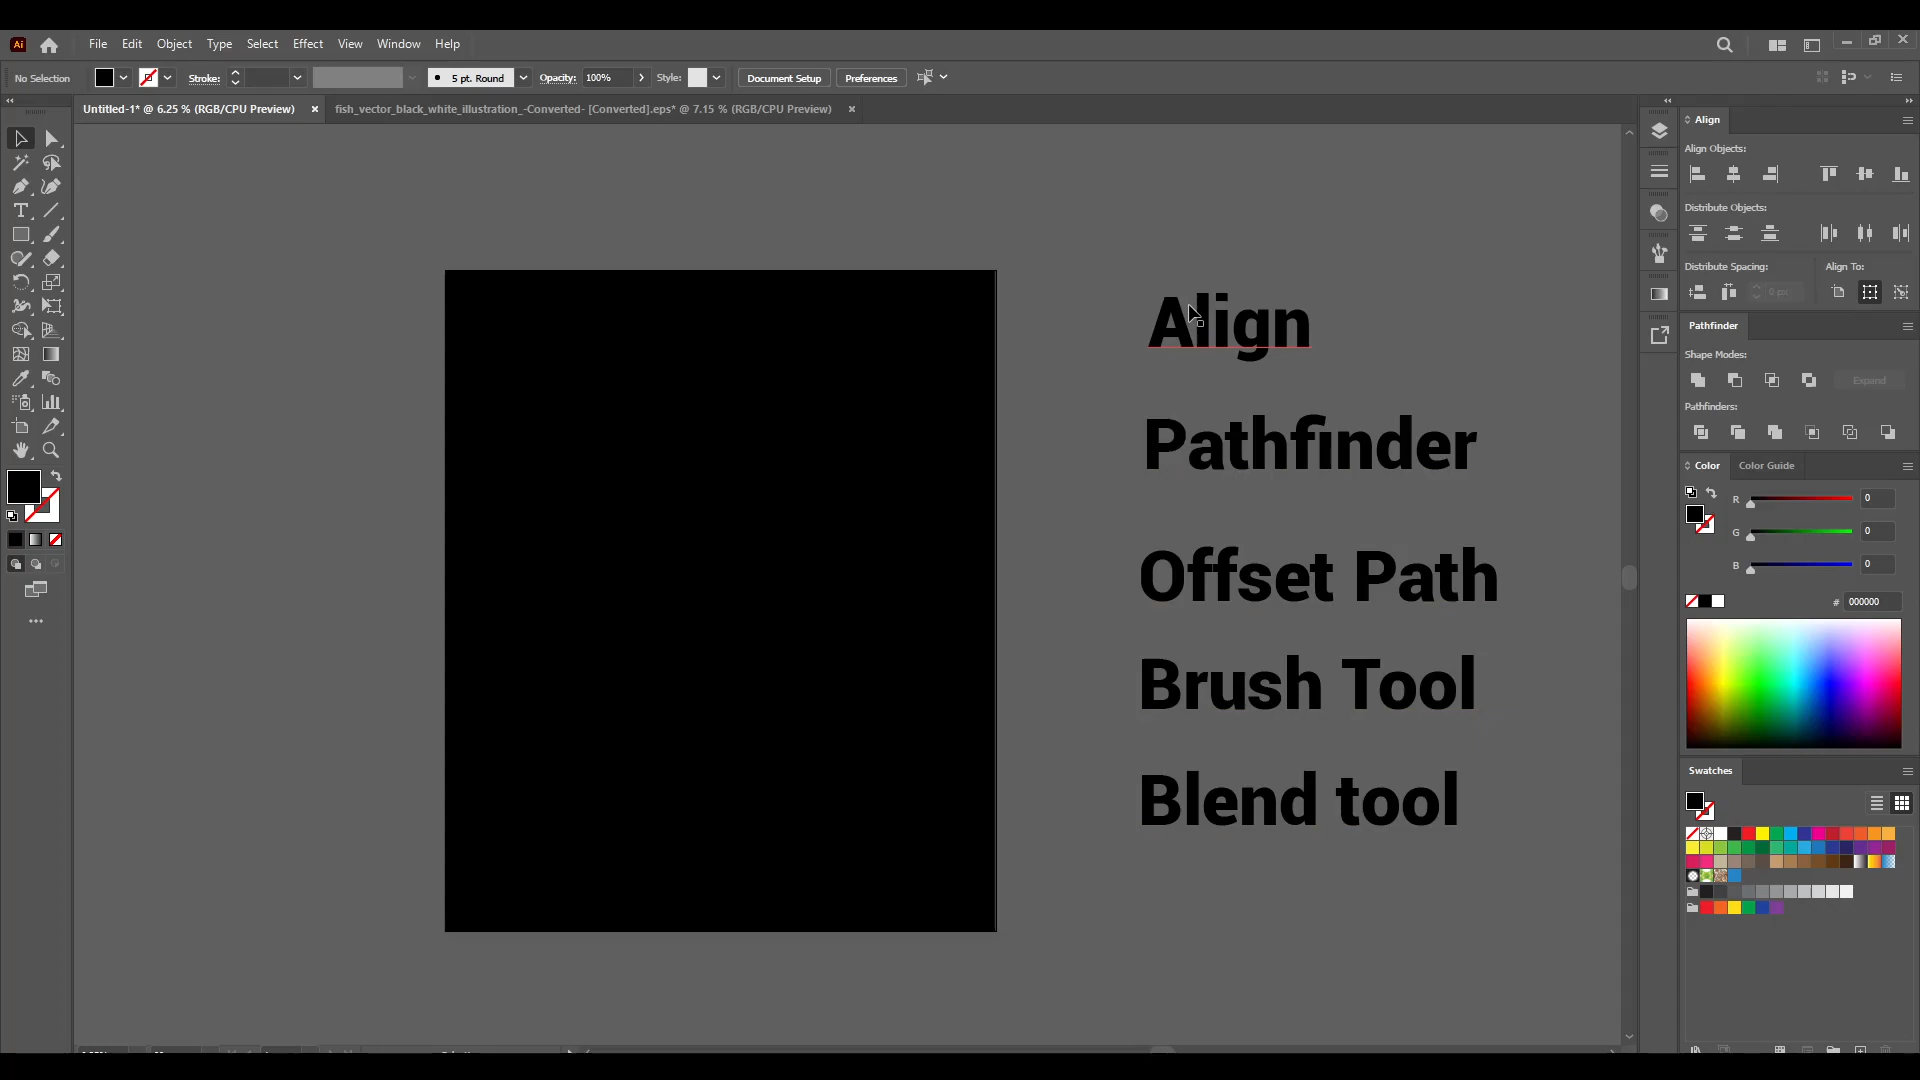 Ai File Edit Object Type Select Effect View Window Help
No Selection Stroke: 5 pt. Round Opacity: 100% Style: Document Setup Preferences
Untitled-1* @ 6.25 % (RGB/CPU Preview) × fish_vector_black_white_illustration_-Converted- [Converted].eps* @ 7.15 % (RGB/CPU Preview) ×
Align
Align Objects:
Distribute Objects:
Distribute Spacing: Align To:
0 px
Pathfinder
Shape Modes:
Expand
Pathfinders:
Color Color Guide
R 0
G 0
B 0
# 000000
Swatches
Align
Pathfinder
Offset Path
Brush Tool
Blend tool